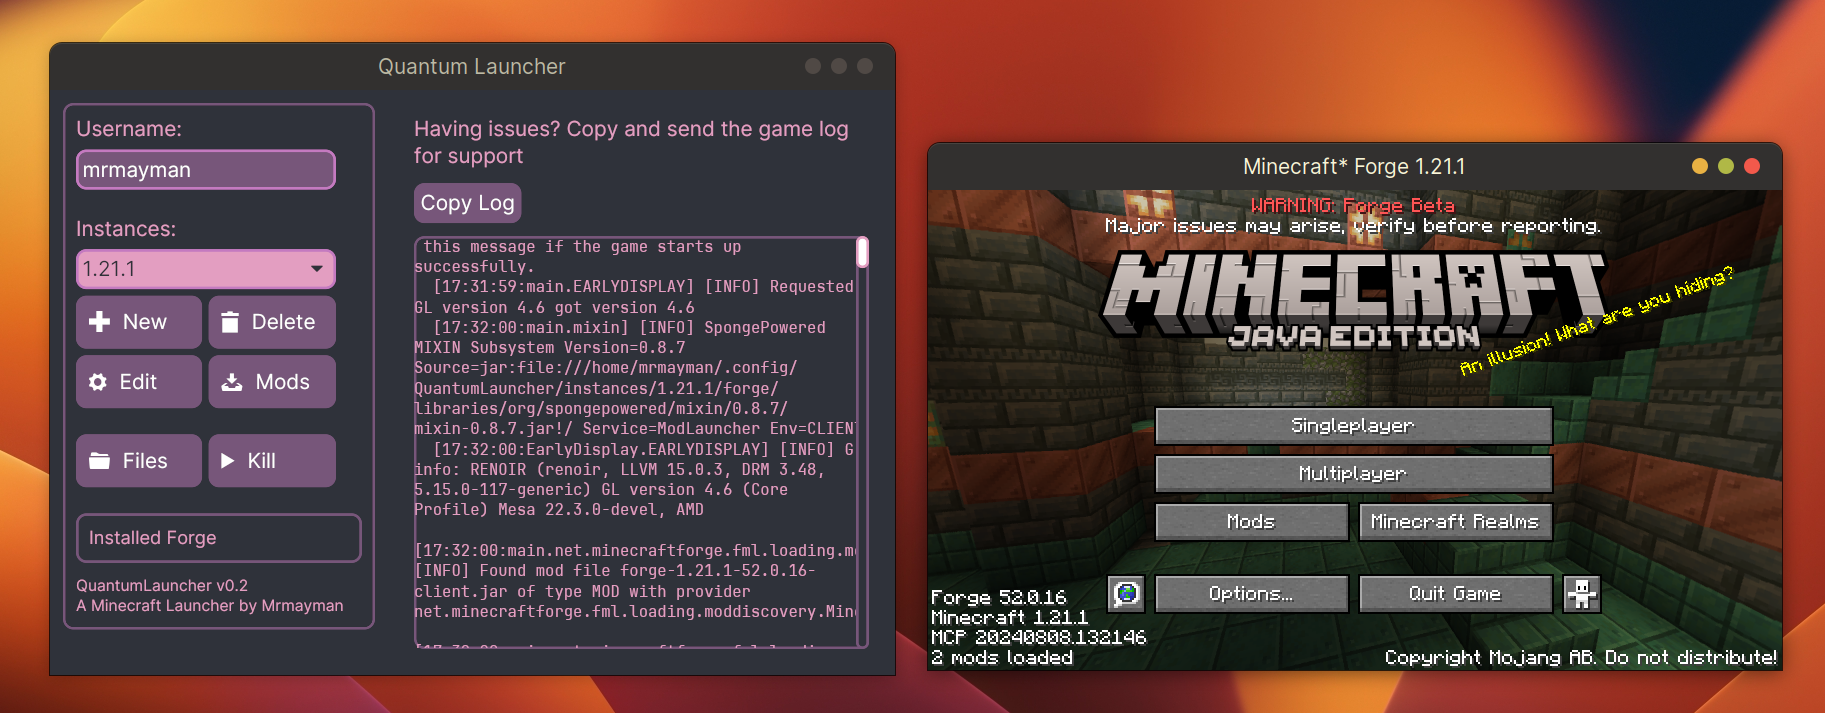 Quantum Launcher
Username:
mrmayman
Instances:
1.21.1
New
Delete
Edit
Mods
Files
Kill
Installed Forge
QuantumLauncher v0.2
A Minecraft Launcher by Mrmayman
Having issues? Copy and send the game log
for support
Copy Log
this message if the game starts up
successfully.
[17:31:59:main.EARLYDISPLAY] [INFO] Requested
GL version 4.6 got version 4.6
[17:32:00:main.mixin] [INFO] SpongePowered
MIXIN Subsystem Version=0.8.7
Source=jar:file:///home/mrmayman/.config/
QuantumLauncher/instances/1.21.1/forge/
libraries/org/spongepowered/mixin/0.8.7/
mixin-0.8.7.jar!/ Service=ModLauncher Env=CLIENT
[17:32:00:EarlyDisplay.EARLYDISPLAY] [INFO] G
info: RENOIR (renoir, LLVM 15.0.3, DRM 3.48,
5.15.0-117-generic) GL version 4.6 (Core
Profile) Mesa 22.3.0-devel, AMD
[17:32:00:main.net.minecraftforge.fml.loading.mo
[INFO] Found mod file forge-1.21.1-52.0.16-
client.jar of type MOD with provider
net.minecraftforge.fml.loading.moddiscovery.Mine
Minecraft* Forge 1.21.1
WARNING: Forge Beta
Major issues may arise, verify before reporting.
MINECRAFT
JAVA EDITION
An illusion! What are you hiding?
Singleplayer
Multiplayer
Mods
Minecraft Realms
Options...
Quit Game
Forge 52.0.16
Minecraft 1.21.1
MCP 20240808.132146
2 mods loaded
Copyright Mojang AB. Do not distribute!